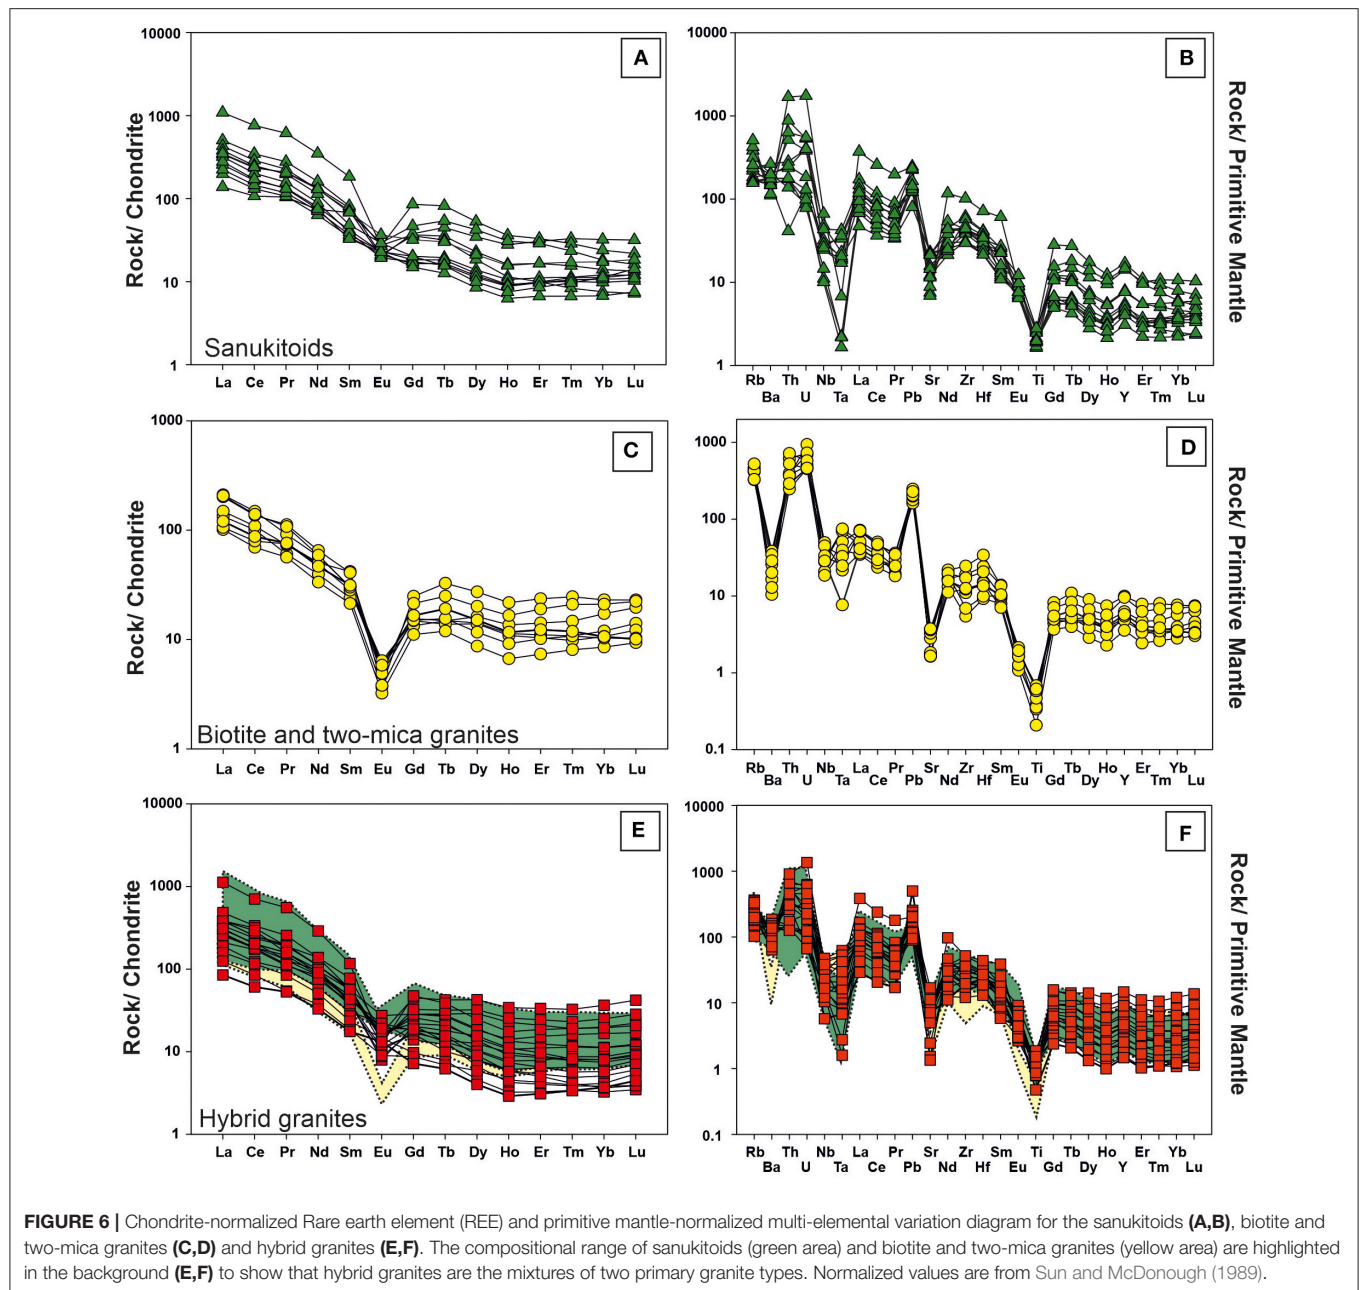 A
10000
1000
100
10
1
Rock/ Chondrite
Sanukitoids
La Ce Pr Nd Sm Eu Gd Tb Dy Ho Er Tm Yb Lu
B
10000
1000
100
10
1
Rock/ Primitive Mantle
Rb Th Nb La Pr Sr Zr Sm Ti Tb Ho Er Yb
Ba U Ta Ce Pb Nd Hf Eu Gd Dy Y Tm Lu
C
1000
100
10
1
Rock/ Chondrite
Biotite and two-mica granites
La Ce Pr Nd Sm Eu Gd Tb Dy Ho Er Tm Yb Lu
D
1000
100
10
1
0.1
Rock/ Primitive Mantle
Rb Th Nb La Pr Sr Zr Sm Ti Tb Ho Er Yb
Ba U Ta Ce Pb Nd Hf Eu Gd Dy Y Tm Lu
E
10000
1000
100
10
1
Rock/ Chondrite
Hybrid granites
La Ce Pr Nd Sm Eu Gd Tb Dy Ho Er Tm Yb Lu
F
10000
1000
100
10
1
0.1
Rock/ Primitive Mantle
Rb Th Nb La Pr Sr Zr Sm Ti Tb Ho Er Yb
Ba U Ta Ce Pb Nd Hf Eu Gd Dy Y Tm Lu
FIGURE 6 | Chondrite-normalized Rare earth element (REE) and primitive mantle-normalized multi-elemental variation diagram for the sanukitoids (A,B), biotite and
two-mica granites (C,D) and hybrid granites (E,F). The compositional range of sanukitoids (green area) and biotite and two-mica granites (yellow area) are highlighted
in the background (E,F) to show that hybrid granites are the mixtures of two primary granite types. Normalized values are from Sun and McDonough (1989).